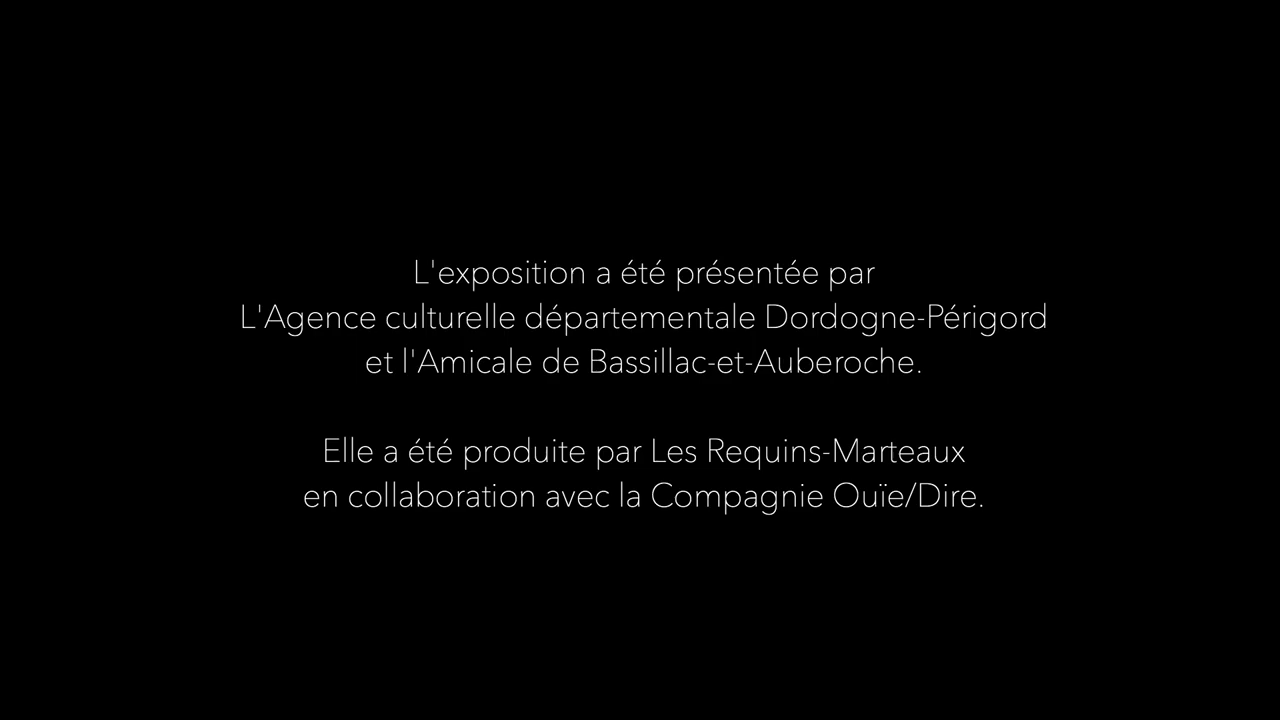 L'exposition a été présentée par
L'Agence culturelle départementale Dordogne-Périgord
et l'Amicale de Bassillac-et-Auberoche.
Elle a été produite par Les Requins-Marteaux
en collaboration avec la Compagnie Ouïe/Dire.